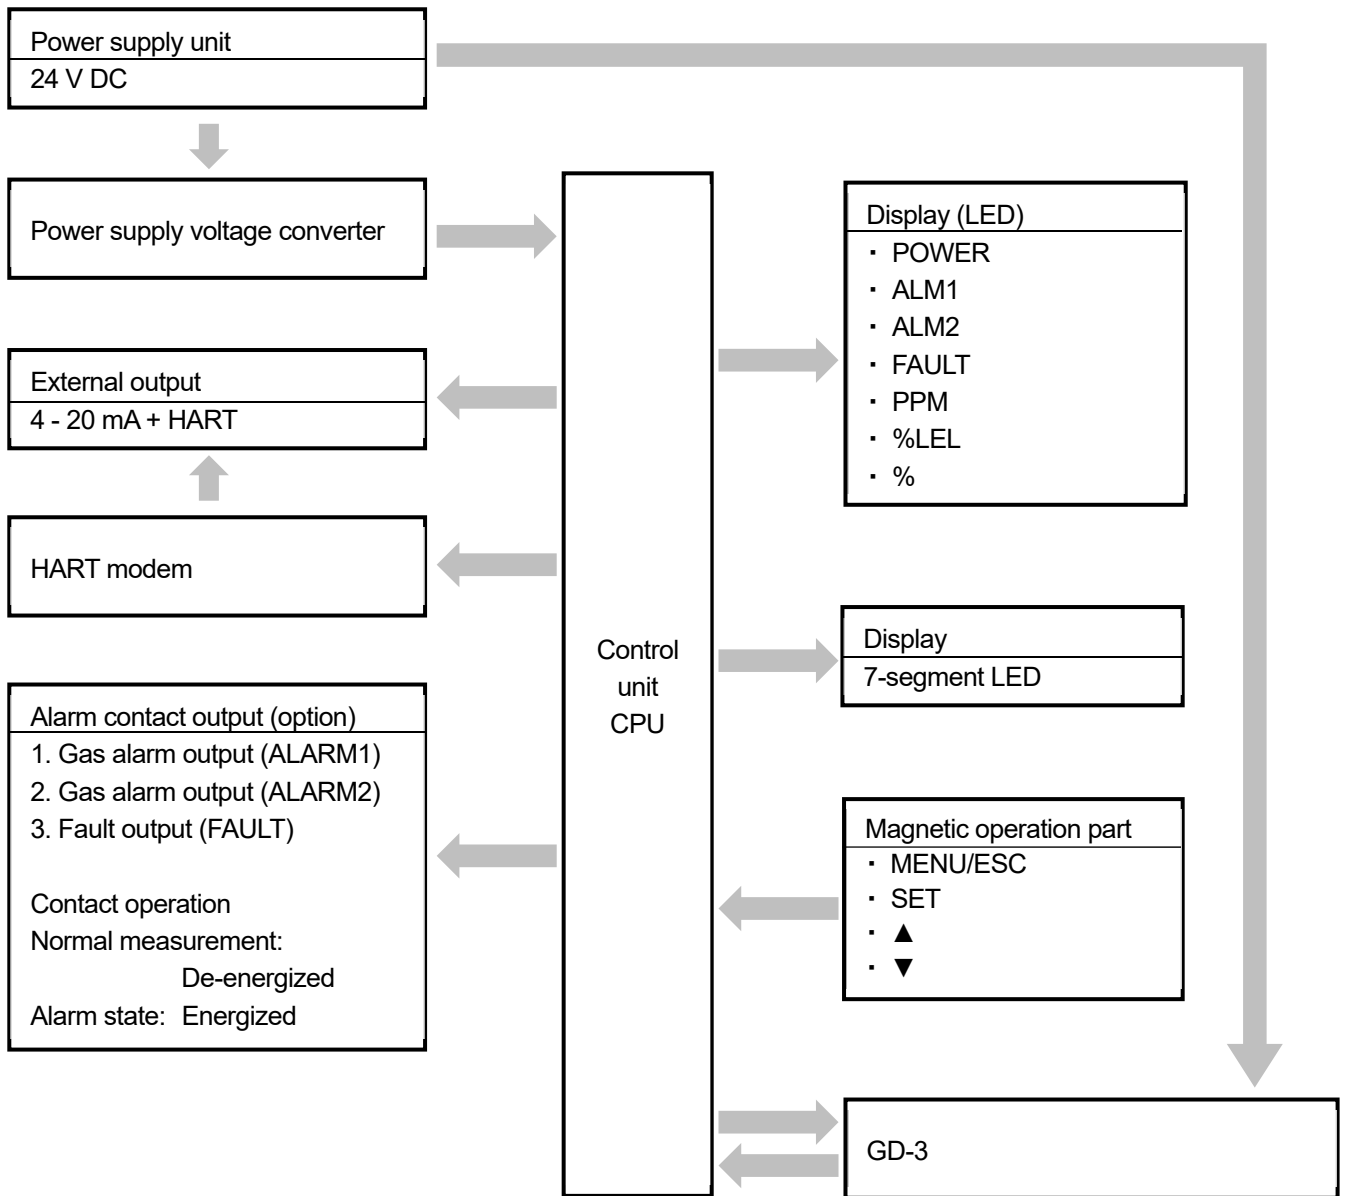 Power supply unit
24 V DC
Power supply voltage converter
External output
4 - 20 mA + HART
HART modem
Alarm contact output (option)
1. Gas alarm output (ALARM1)
2. Gas alarm output (ALARM2)
3. Fault output (FAULT)
Contact operation
Normal measurement:
De-energized
Alarm state: Energized
Control
unit
CPU
Display (LED)
・ POWER
・ ALM1
・ ALM2
・ FAULT
・ PPM
・ %LEL
・ %
Display
7-segment LED
Magnetic operation part
・ MENU/ESC
・ SET
・ ▲
・ ▼
GD-3